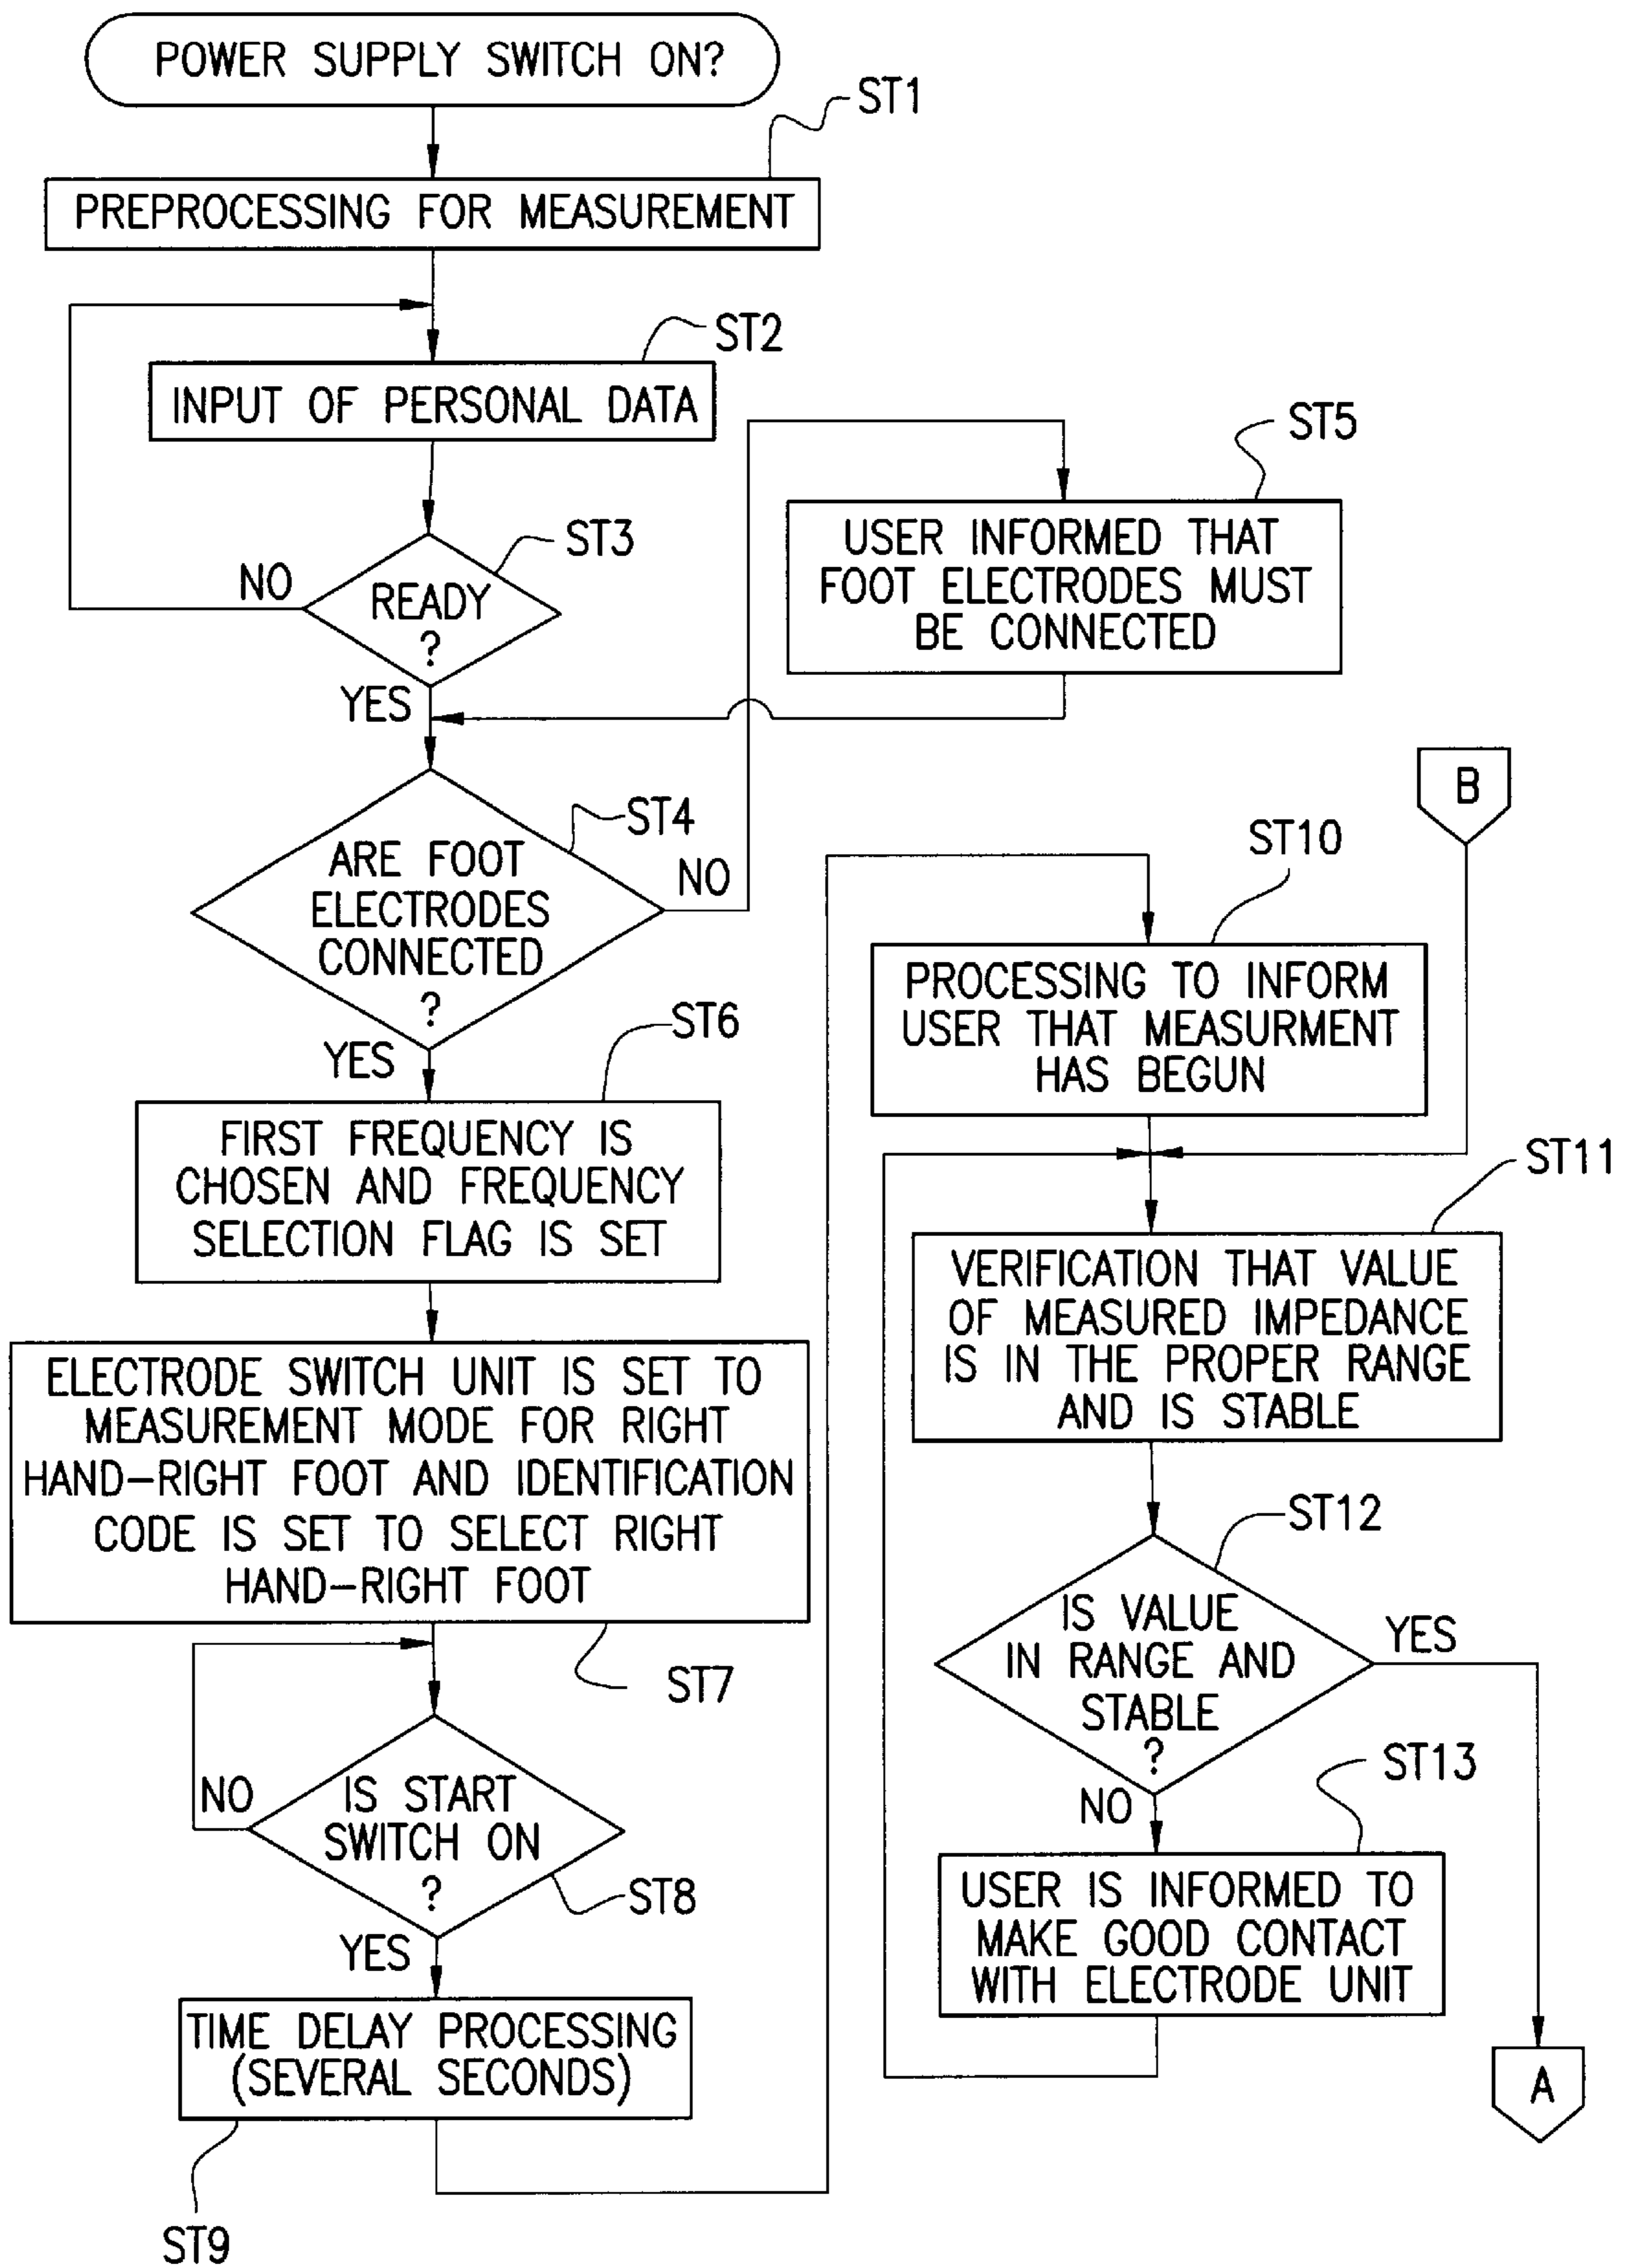 POWER SUPPLY SWITCH ON?
ST1
PREPROCESSING FOR MEASUREMENT
ST2
INPUT OF PERSONAL DATA
ST3
READY
?
NO
YES
ST5
USER INFORMED THAT
FOOT ELECTRODES MUST
BE CONNECTED
ST4
ARE FOOT
ELECTRODES
CONNECTED
?
NO
YES
ST6
FIRST FREQUENCY IS
CHOSEN AND FREQUENCY
SELECTION FLAG IS SET
ELECTRODE SWITCH UNIT IS SET TO
MEASUREMENT MODE FOR RIGHT
HAND-RIGHT FOOT AND IDENTIFICATION
CODE IS SET TO SELECT RIGHT
HAND-RIGHT FOOT
ST7
NO
IS START
SWITCH ON
?
ST8
YES
TIME DELAY PROCESSING
(SEVERAL SECONDS)
ST9
B
ST10
PROCESSING TO INFORM
USER THAT MEASURMENT
HAS BEGUN
ST11
VERIFICATION THAT VALUE
OF MEASURED IMPEDANCE
IS IN THE PROPER RANGE
AND IS STABLE
ST12
IS VALUE
IN RANGE AND
STABLE
?
YES
NO
ST13
USER IS INFORMED TO
MAKE GOOD CONTACT
WITH ELECTRODE UNIT
A